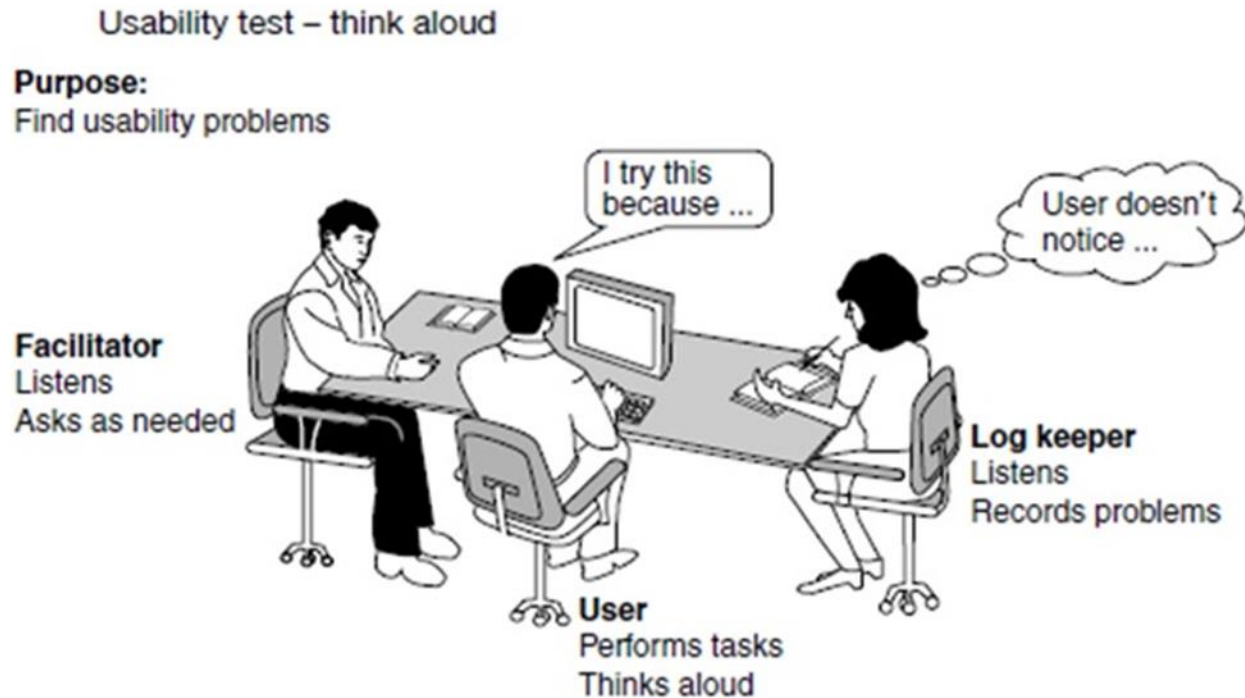 Usability test – think aloud
Purpose:
Find usability problems
I try this
because ...
User doesn't
notice ...
Facilitator
Listens
Asks as needed
Log keeper
Listens
Records problems
User
Performs tasks
Thinks aloud